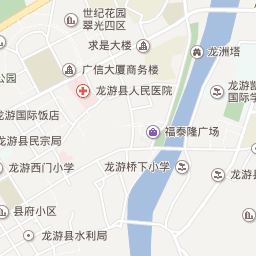 世纪花园
翠光四区
求是大楼
龙洲塔
公园
广信大厦商务楼
龙游县人民医院
龙游凯
国际学
龙游国际饭店
福泰隆广场
龙游县民宗局
龙游西门小学
龙游桥下小学
龙游县
县府小区
龙游县水利局